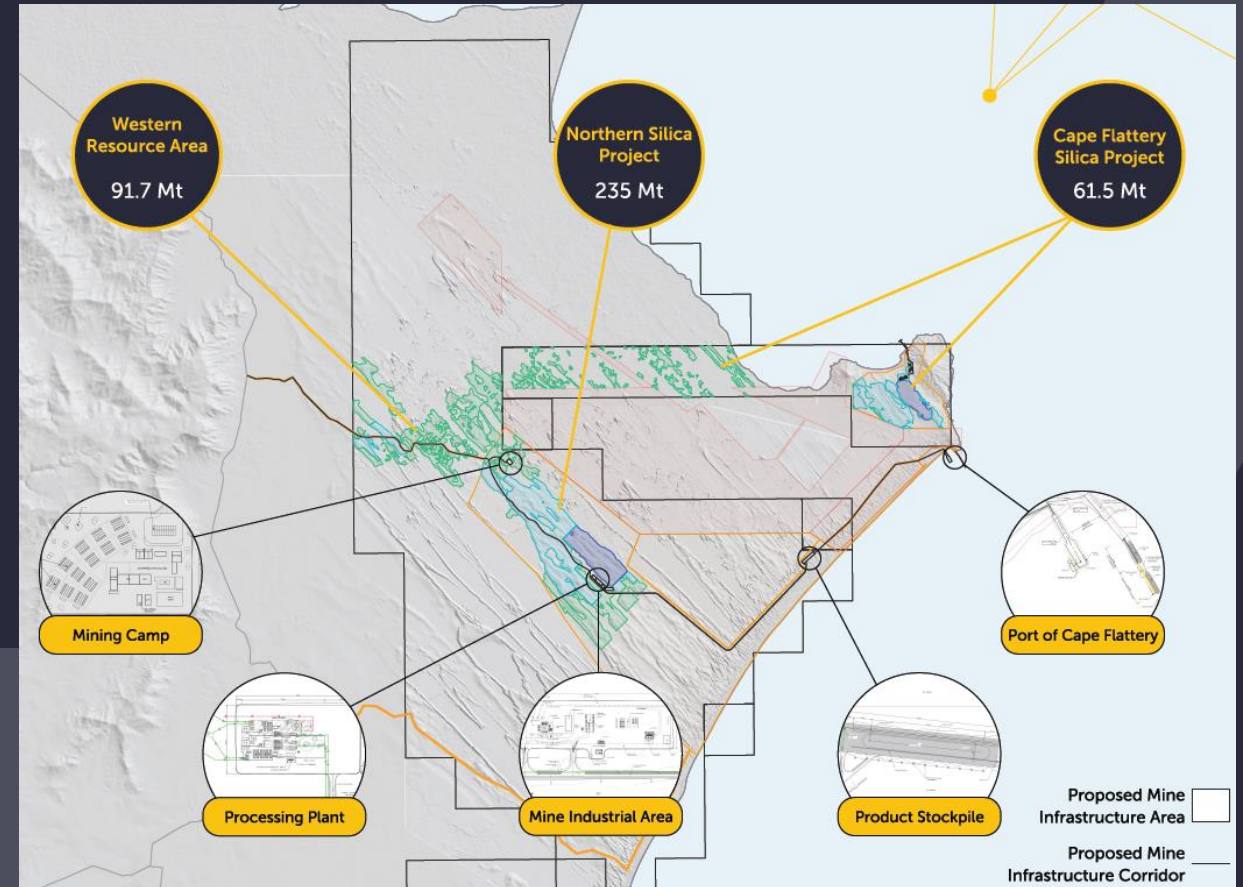 Western
Resource Area
91.7 Mt
Northern Silica
Project
235 Mt
Cape Flattery
Silica Project
61.5 Mt
Mining Camp
Port of Cape Flattery
Processing Plant
Mine Industrial Area
Product Stockpile
Proposed Mine
Infrastructure Area
Proposed Mine
Infrastructure Corridor